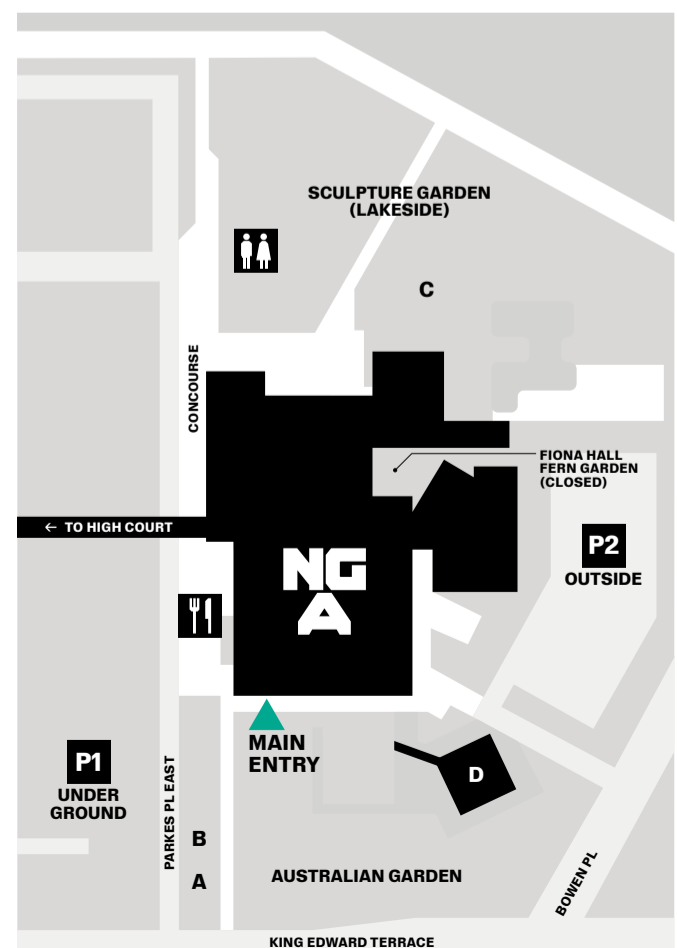 SCULPTURE GARDEN
(LAKESIDE)
C
CONCOURSE
FIONA HALL
FERN GARDEN
(CLOSED)
← TO HIGH COURT
P2
OUTSIDE
NG
A
MAIN
ENTRY
P1
UNDER
GROUND
D
PARKES PL EAST
B
A
AUSTRALIAN GARDEN
BOWEN PL
KING EDWARD TERRACE